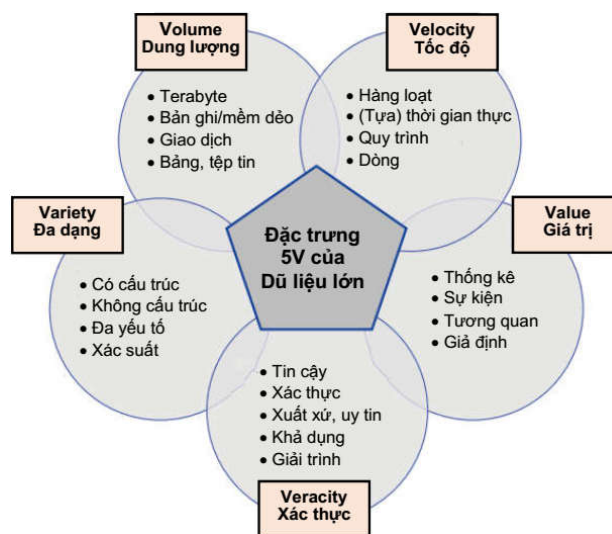 Volume
Dung lượng
• Terabyte
• Bản ghi/mềm dẻo
• Giao dịch
• Bảng, tệp tin
Velocity
Tốc độ
• Hàng loạt
• (Tựa) thời gian thực
• Quy trình
• Dòng
Variety
Đa dạng
• Có cấu trúc
• Không cấu trúc
• Đa yếu tố
• Xác suất
Đặc trưng
5V của
Dũ liệu lớn
Value
Giá trị
• Thống kê
• Sự kiện
• Tương quan
• Giả định
• Tin cậy
• Xác thực
• Xuất xứ, uy tin
• Khả dụng
• Giải trình
Veracity
Xác thực